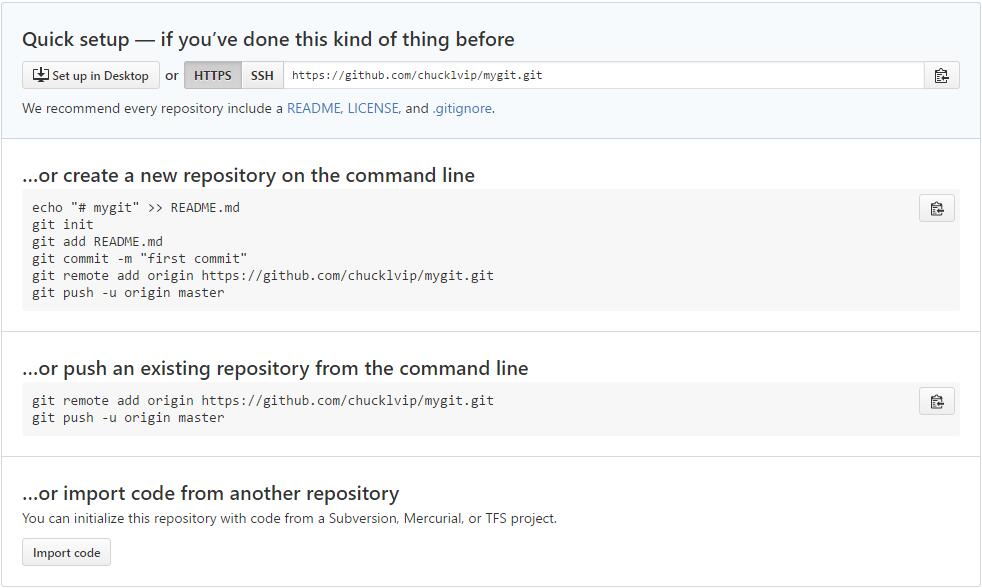 Quick setup — if you’ve done this kind of thing before
Set up in Desktop or HTTPS SSH https://github.com/chucklvip/mygit.git
We recommend every repository include a README, LICENSE, and .gitignore.
…or create a new repository on the command line
echo "# mygit" >> README.md
git init
git add README.md
git commit -m "first commit"
git remote add origin https://github.com/chucklvip/mygit.git
git push -u origin master
…or push an existing repository from the command line
git remote add origin https://github.com/chucklvip/mygit.git
git push -u origin master
…or import code from another repository
You can initialize this repository with code from a Subversion, Mercurial, or TFS project.
Import code